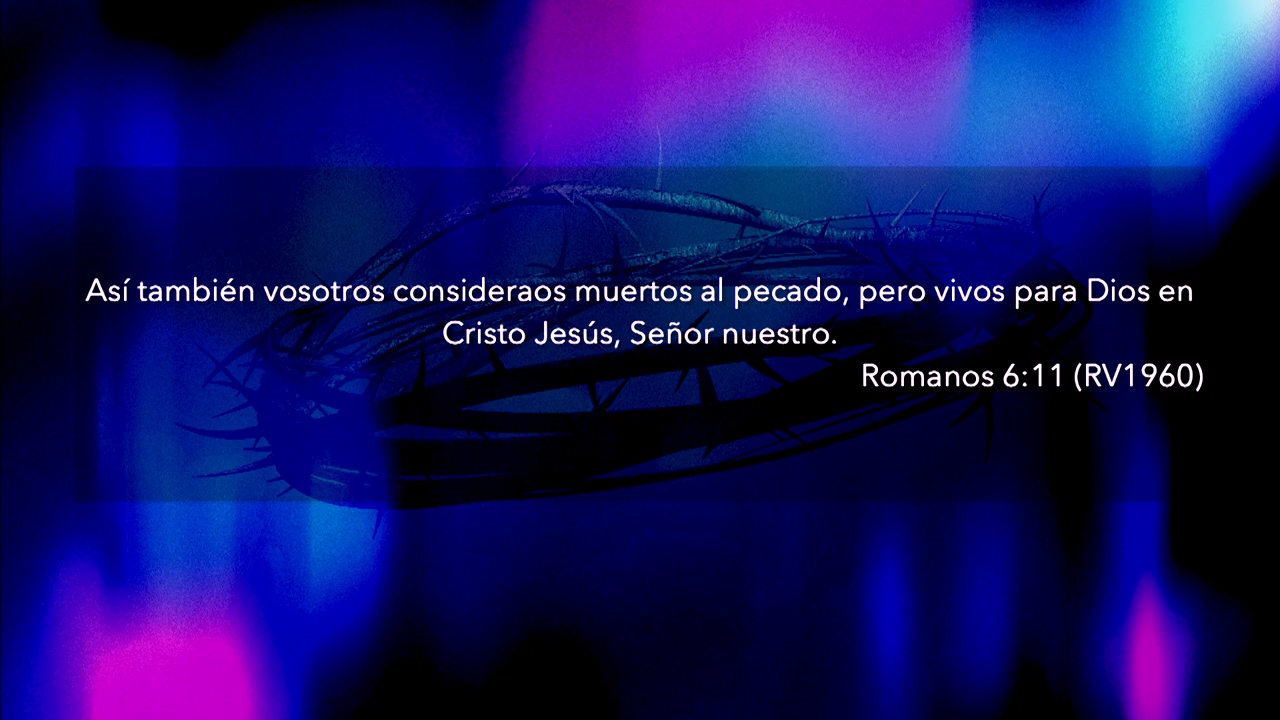 Así también vosotros consideraos muertos al pecado, pero vivos para Dios en
Cristo Jesús, Señor nuestro.
Romanos 6:11 (RV1960)